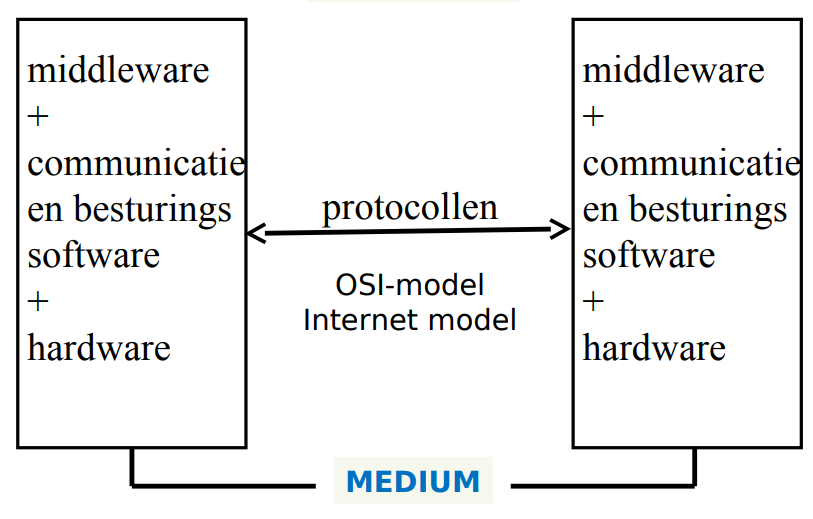 middleware
+
communicatie
en besturings
software
+
hardware
protocollen
OSI-model
Internet model
middleware
+
communicatie
en besturings
software
+
hardware
MEDIUM